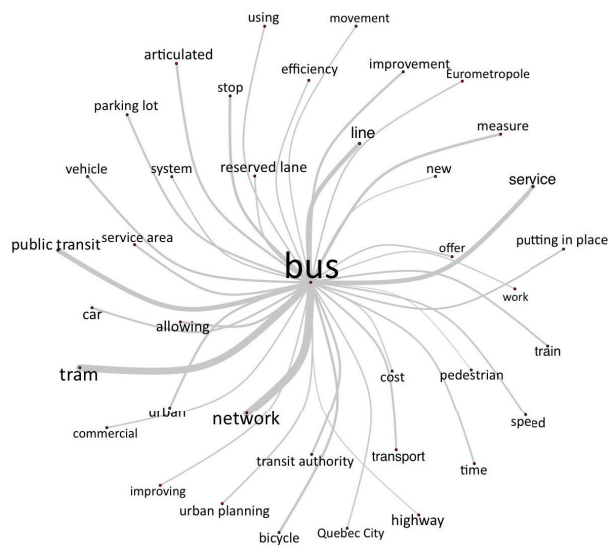 using
movement
articulated
efficiency
improvement
Eurometropole
stop
parking lot
line
measure
vehicle
system
reserved lane
new
service
public transit
service area
offer
putting in place
bus
work
car
allowing
train
tram
cost
pedestrian
urban
network
speed
commercial
transit authority
transport
time
improving
urban planning
highway
bicycle
Quebec City